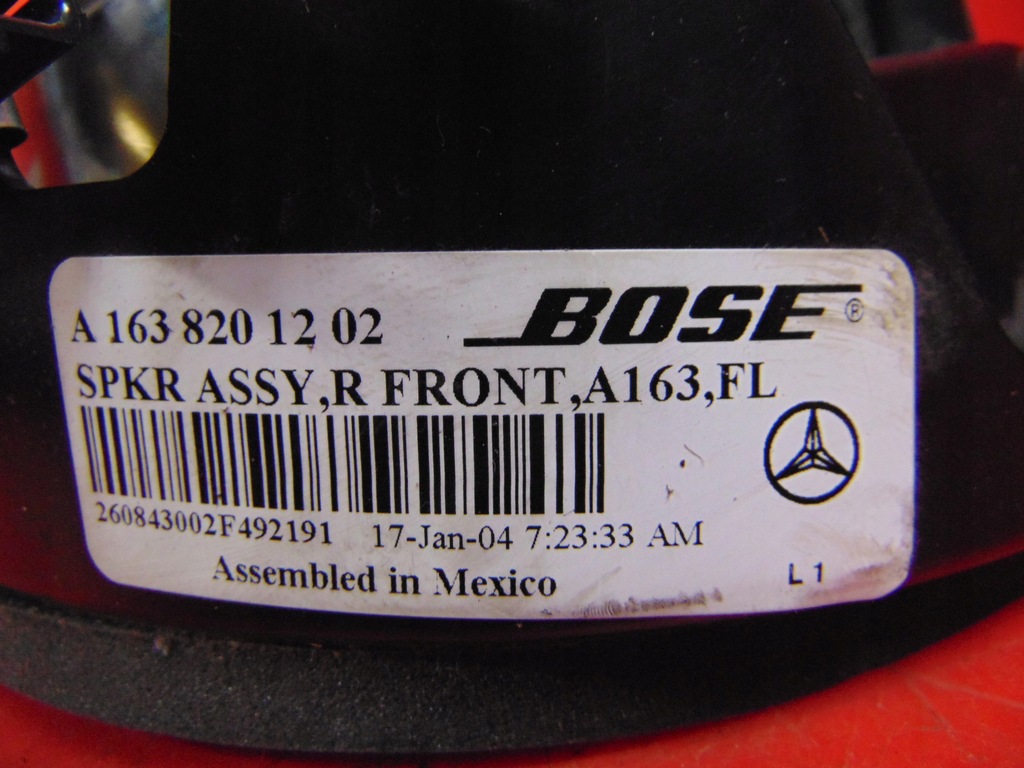 A 163 820 12 02 BOSE®
SPKR ASSY,R FRONT,A163,FL
260843002F492191 17-Jan-04 7:23:33 AM
Assembled in Mexico
L 1